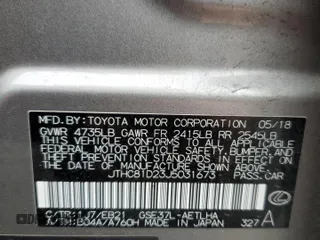 MFD. BY: TOYOTA MOTOR CORPORATION 05/18
GVWR 4735LB GAWR FR 2415LB RR 2545LB
THIS VEHICLE CONFORMS TO ALL APPLICABLE
FEDERAL MOTOR VEHICLE SAFETY, BUMPER, AND
THEFT PREVENTION STANDARDS IN EFFECT ON THE DATE
OF MANUFACTURE SHOWN ABOVE.
JTHC81D23J5031673 PASS.CAR
C/TR: 1J7/EB21 GSE37L-AETLHA
A/TM: B04A/A760H MADE IN JAPAN 327 A